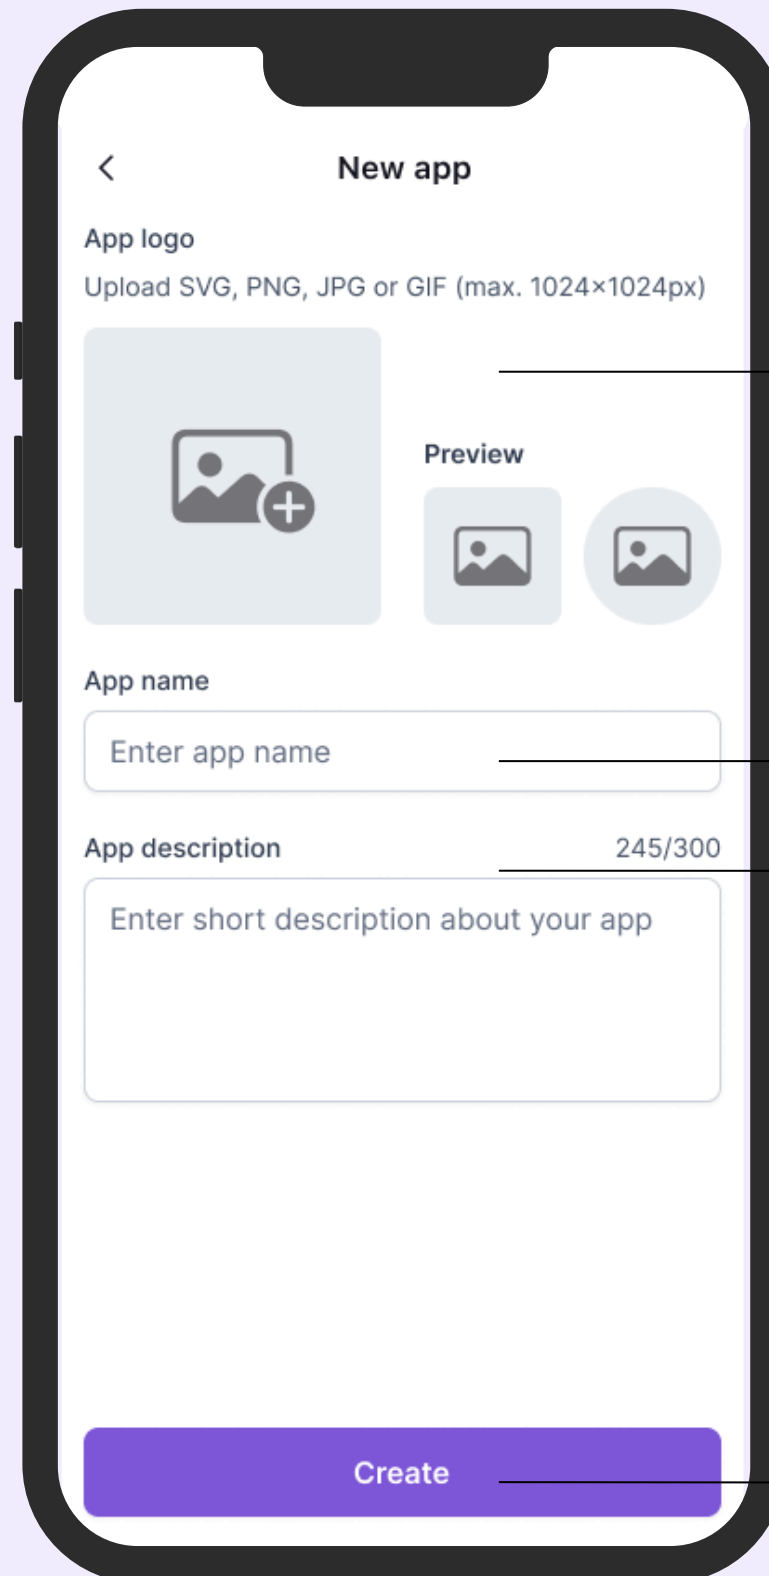 New app
App logo
Upload SVG, PNG, JPG or GIF (max. 1024×1024px)
Preview
App name
Enter app name
App description 245/300
Enter short description about your app
Create